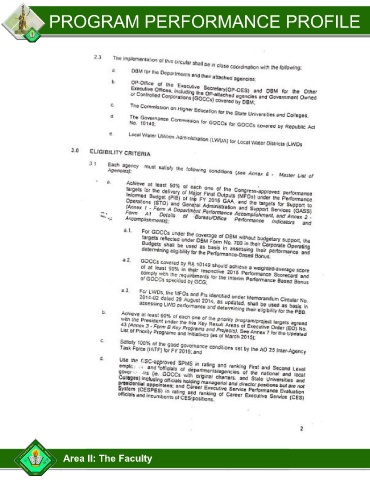 PROGRAM PERFORMANCE PROFILE
2.3 The implementation of this circular shall be in close coordination with the following:
a. DBM for the Departments and their attached agencies;
b. OP-Office of the Executive Secretary(OP-OES) and DBM for the Other
Executive Offices, including the OP-attached agencies and Government Owned
or Controlled Corporations (GOCCs) covered by DBM;
c. The Commission on Higher Education for the State Universities and Colleges;
d. The Governance Commission for GOCCs for GOCCs covered by Republic Act
No. 10149;
e. Local Water Utilities Administration (LWUA) for Local Water Districts (LWDs
3.0 ELIGIBILITY CRITERIA
3.1 Each agency must satisfy the following conditions (see Annex 6 - Master List of
Agencies):
a. Achieve at least 90% of each one of the Congress-approved performance
targets for the delivery of Major Final Outputs (MFOs) under the Performance
Informed Budget (PIB) of the FY 2015 GAA, and the targets for Support to
Operations (STO) and General Administration and Support Services (GASS)
(Annex 1 - Form A Department Performance Accomplishment, and Annex 2 -
Form A1 Details of Bureau/Office Performance Indicators and
Accomplishments);
a.1. For GOCCs under the coverage of DBM without budgetary support, the
targets reflected under DBM Form No. 700 in their Corporate Operating
Budgets shall be used as basis in assessing their performance and
determining eligibility for the Performance-Based Bonus.
a.2. GOCCs covered by RA 10149 should achieve a weighted-average score
of at least 90% in their respective 2015 Performance Scorecard and
comply with the requirements for the Interim Performance Based Bonus
of GOCCs specified by GCG;
a.3. For LWDs, the MFOs and PIs identified under Memorandum Circular No.
2014-02 dated 29 August 2014, as updated, shall be used as basis in
assessing LWD performance and determining their eligibility for the PBB.
b. Achieve at least 90% of each one of the priority program/project targets agreed
with the President under the five Key Result Areas of Executive Order (EO) No.
43 (Annex 3 - Form B Key Programs and Projects). See Annex 7 for the Updated
List of Priority Programs and Initiatives (as of March 2015);
c. Satisfy 100% of the good governance conditions set by the AO 25 Inter-Agency
Task Force (IATF) for FY 2015; and
d. Use the CSC-approved SPMS in rating and ranking First and Second Level
and officials of departments/agencies of the national and local
(ie. GOCCs with original charters, and State Universities and
Colleges) including officials holding managerial and director positions but are not
presidential appointees; and Career Executive Service Performance Evaluation
System (CESPES) in rating and ranking of Career Executive Service (CES)
officials and incumbents of CES positions.
2
Area II: The Faculty